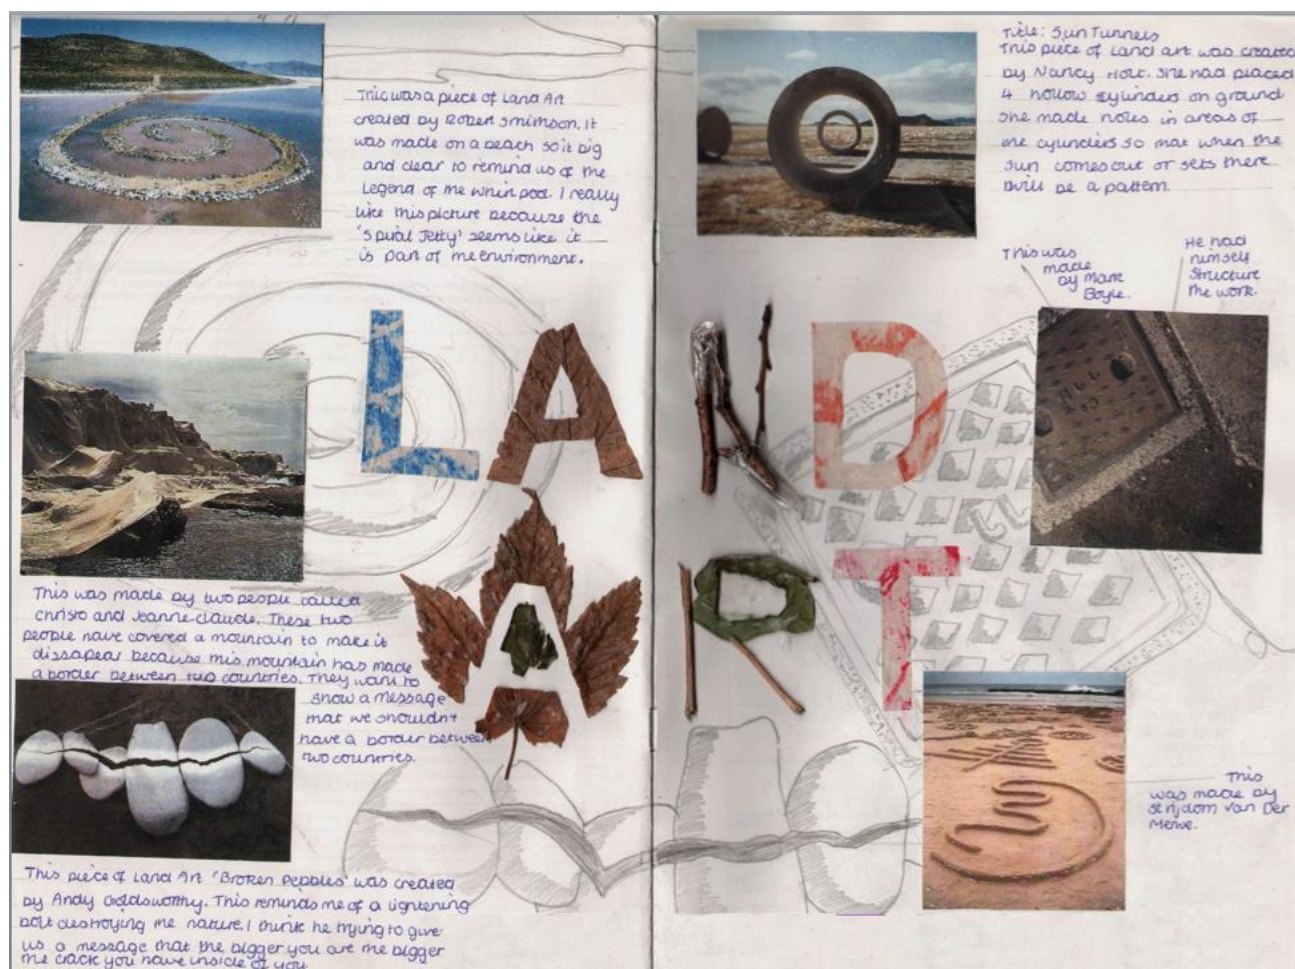 This was a piece of Land Art
created by Robert Smithson. It
was made on a beach so it big
and clear to remind us of the
Legend of the whirlpool. I really
like this picture because the
'Spiral Jetty' seems like it
is part of the environment.
This was made by two people called
christo and Jeanne-claude. These two
people have covered a mountain to make it
dissapear because this mountain has made
a border between two countries. They want to
show a message
that we shouldn't
have a border between
two countries.
This piece of Land Art 'Broken Pebbles' was created
by Andy Goldsworthy. This reminds me of a lightening
bolt destroying the nature. I think he trying to give
us a message that the bigger you are the bigger
the crack you have inside of you
LAND
ART
Title: Sun Tunnels
This piece of Land art was created
by Nancy Holt. She had placed
4 hollow cylinders on ground
she made holes in areas of
the cylinders so that when the
sun comes out or sets there
will be a pattern.
This was
made
by Mark
Boyle.
He had
himself
structure
the work.
This
was made by
Strijdom Van Der
Merwe.